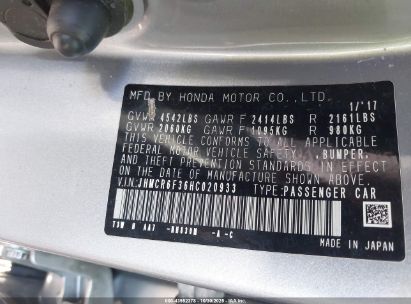 MFD. BY HONDA MOTOR CO., LTD. 1/'17
GVWR 4542LBS GAWR F 2414LBS R 2161LBS
GVWR 2060KG GAWR F 1095KG R 980KG
THIS VEHICLE CONFORMS TO ALL APPLICABLE
FEDERAL MOTOR VEHICLE SAFETY, BUMPER,
AND THEFT PREVENTION STANDARDS IN EFFECT
ON THE DATE OF MANUFACTURE SHOWN ABOVE.
V.I.N. JHMCR6F36HC020933 TYPE:PASSENGER CAR
-A -C
MADE IN JAPAN